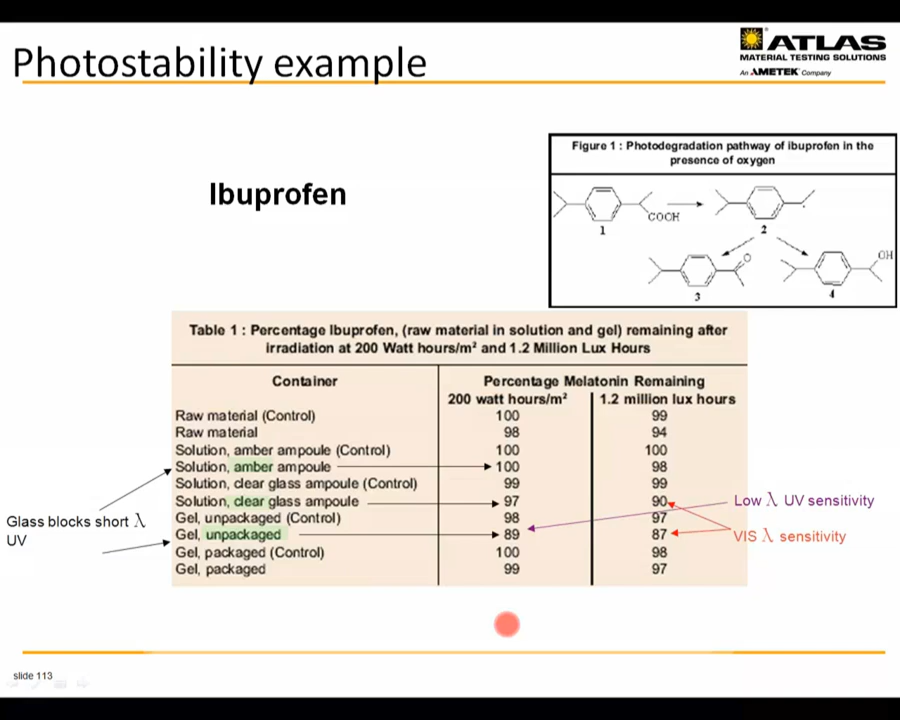 Photostability example
ATLAS
MATERIAL TESTING SOLUTIONS
An AMETEK Company
Ibuprofen
Figure 1 : Photodegradation pathway of ibuprofen in the
presence of oxygen
COOH
1
2
O
3
OH
4
Table 1 : Percentage Ibuprofen, (raw material in solution and gel) remaining after
irradiation at 200 Watt hours/m² and 1.2 Million Lux Hours
Container Percentage Melatonin Remaining
200 watt hours/m² 1.2 million lux hours
Raw material (Control) 100 99
Raw material 98 94
Solution, amber ampoule (Control) 100 100
Solution, amber ampoule 100 98
Solution, clear glass ampoule (Control) 99 99
Solution, clear glass ampoule 97 90
Gel, unpackaged (Control) 98 97
Gel, unpackaged 89 87
Gel, packaged (Control) 100 98
Gel, packaged 99 97
Glass blocks short λ
UV
Low λ UV sensitivity
VIS λ sensitivity
slide 113